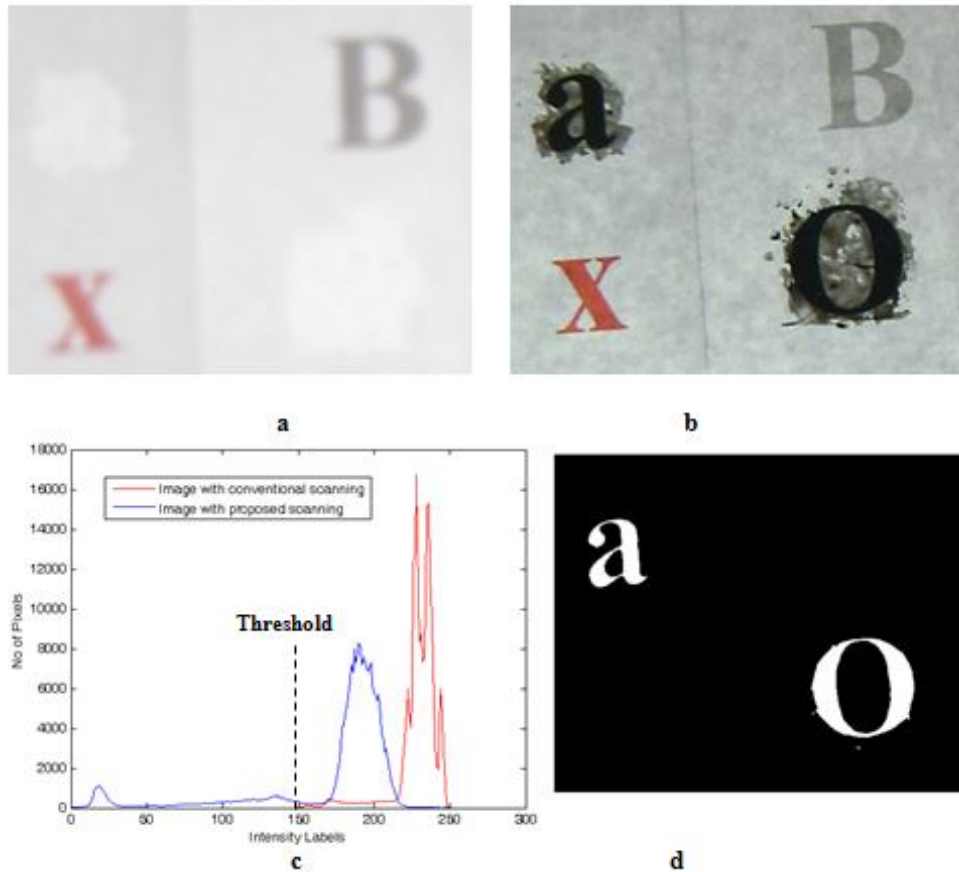 B
X
a
B
X
O
a
b
18000
16000
14000
12000
10000
8000
6000
4000
2000
0
No of Pixels
Image with conventional scanning
Image with proposed scanning
Threshold
0 50 100 150 200 250 300
Intensity Labels
c
a
O
d